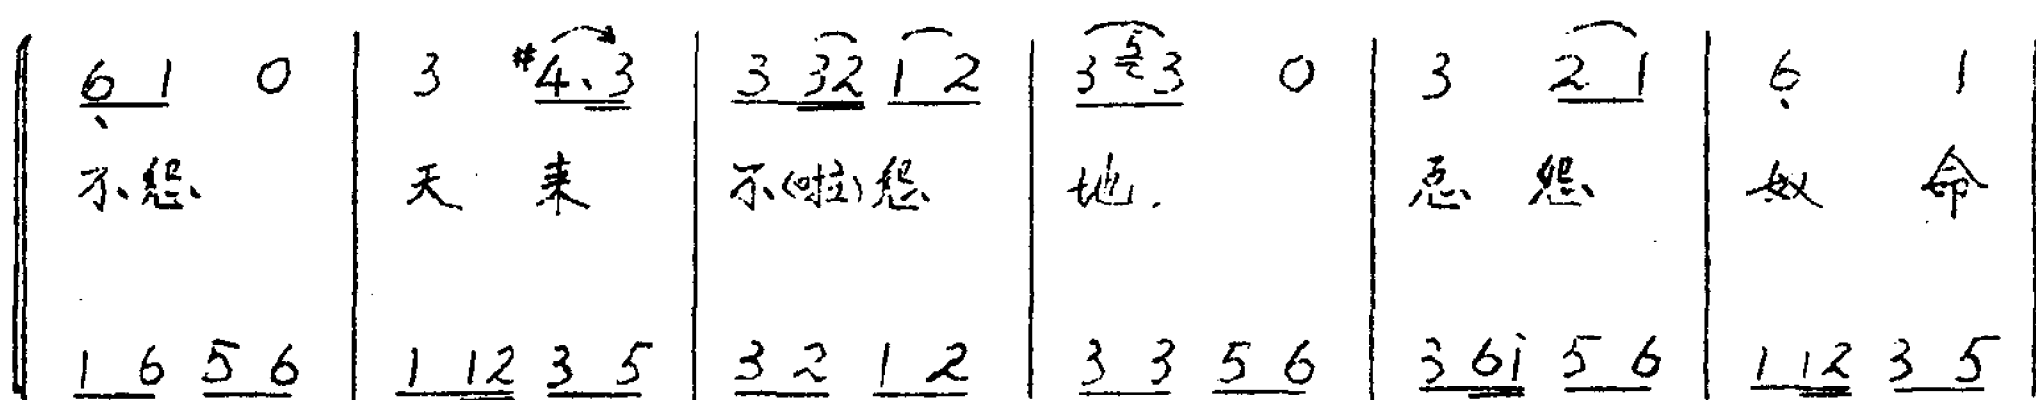 6 1 0 | 3 #4. 3 | 3 32 1 2 | 3 5 3 0 | 3 2 1 | 6 1
不怨 天来 不(啦)怨 地. 怨 奴命
1 6 5 6 | 1 12 3 5 | 3 2 1 2 | 3 3 5 6 | 3 6i 5 6 | 1 12 3 5